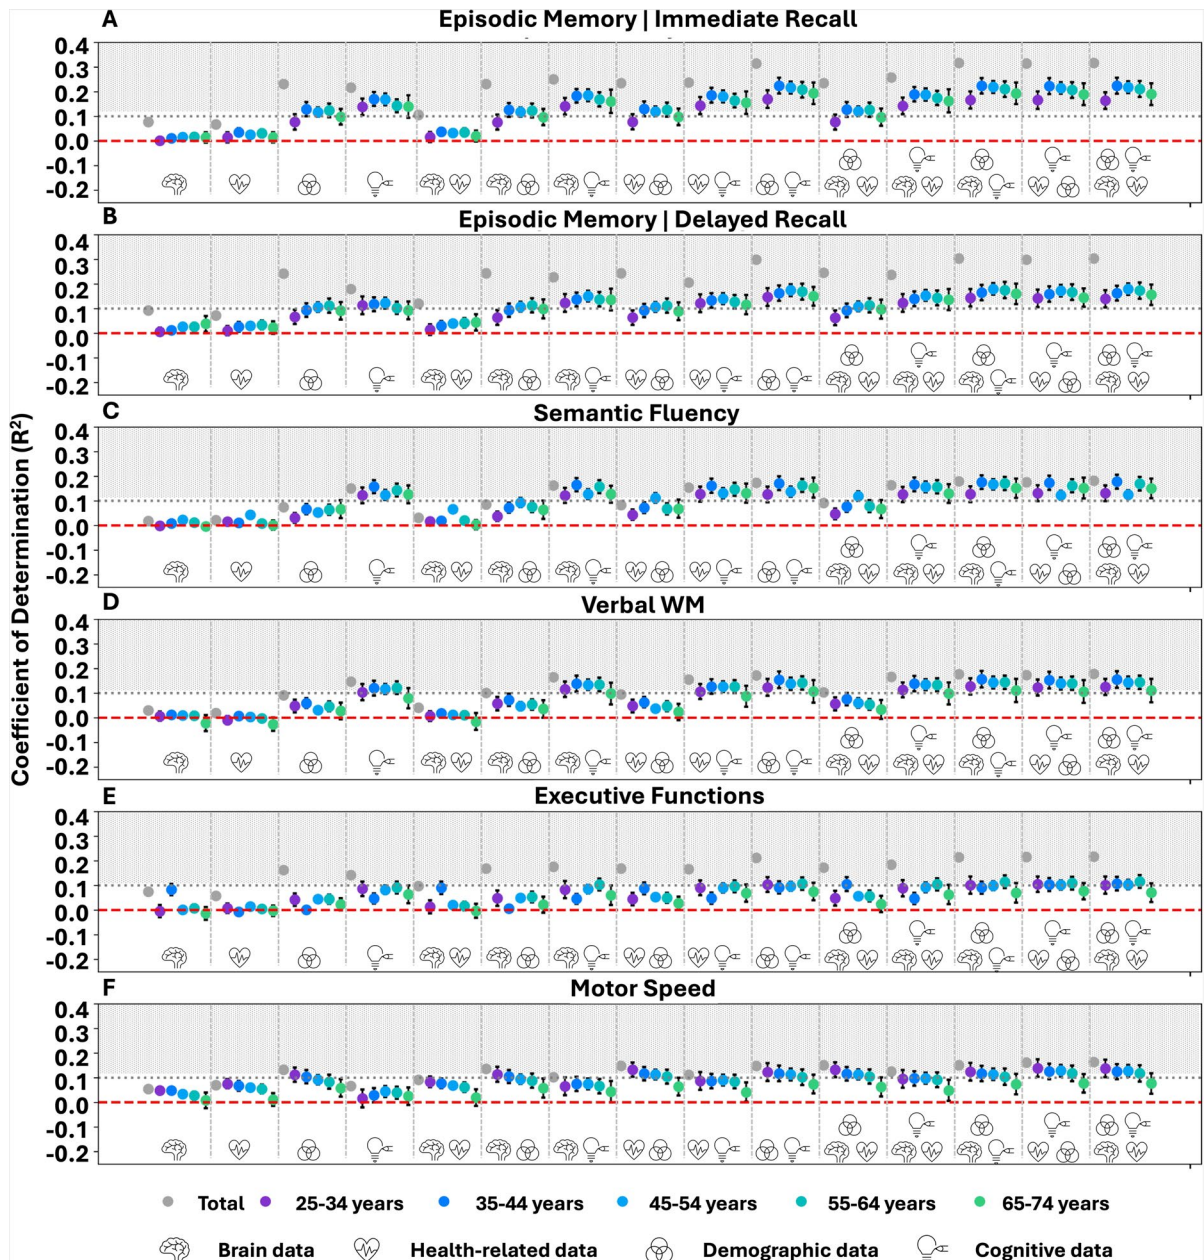 A
Episodic Memory | Immediate Recall
0.4
0.3
0.2
0.1
0.0
-0.1
-0.2
B
Episodic Memory | Delayed Recall
0.4
0.3
0.2
0.1
0.0
-0.1
-0.2
C
Semantic Fluency
0.4
0.3
0.2
0.1
0.0
-0.1
-0.2
D
Verbal WM
0.4
0.3
0.2
0.1
0.0
-0.1
-0.2
E
Executive Functions
0.4
0.3
0.2
0.1
0.0
-0.1
-0.2
F
Motor Speed
0.4
0.3
0.2
0.1
0.0
-0.1
-0.2
Coefficient of Determination (R²)
Total 25-34 years 35-44 years 45-54 years 55-64 years 65-74 years
Brain data Health-related data Demographic data Cognitive data